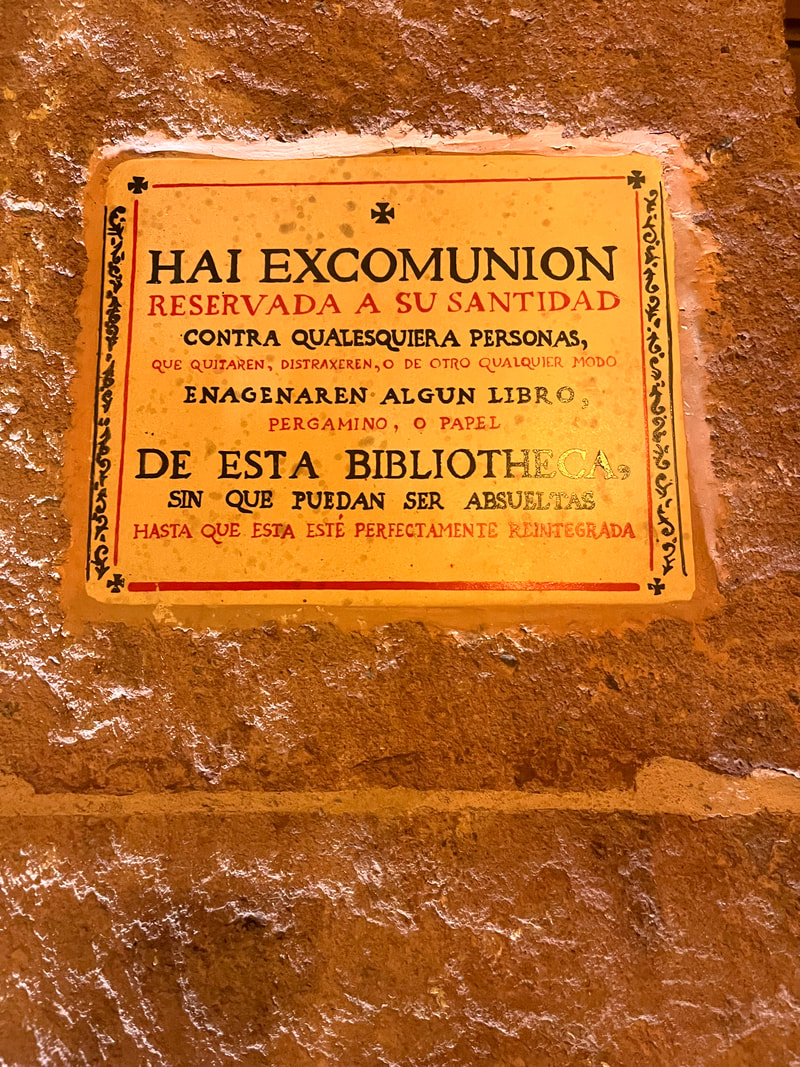 HAI EXCOMUNION
RESERVADA A SU SANTIDAD
CONTRA QUALESQUIERA PERSONAS,
QUE QUITAREN, DISTRAXEREN, O DE OTRO QUALQUIER MODO
ENAGENAREN ALGUN LIBRO,
PERGAMINO, O PAPEL
DE ESTA BIBLIOTHECA,
SIN QUE PUEDAN SER ABSUELTAS
HASTA QUE ESTA ESTÉ PERFECTAMENTE REINTEGRADA